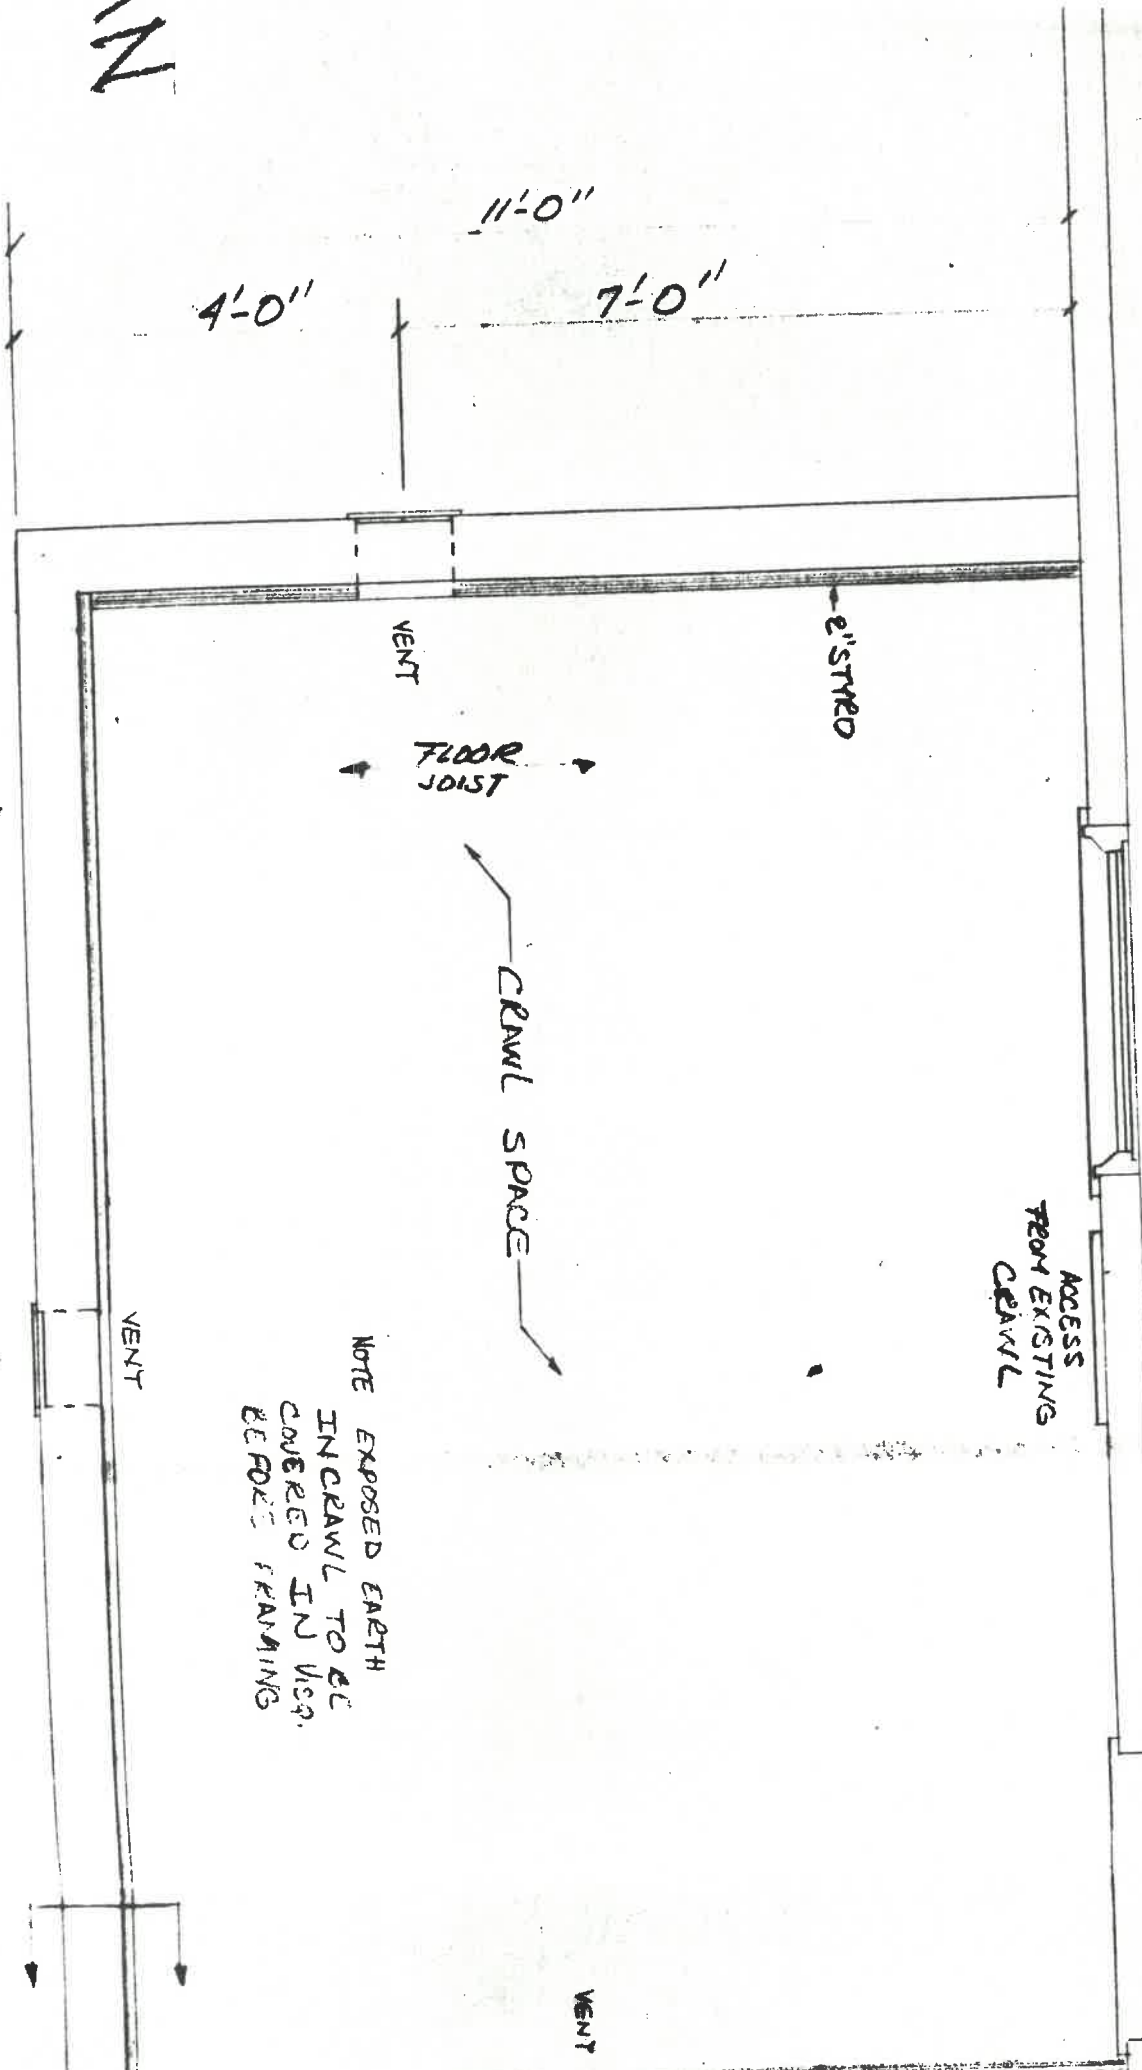 N
11'-0"
4'-0"
7'-0"
VENT
2" STYRO
FLOOR
JOIST
CRAWL SPACE
ACCESS
FROM EXISTING
CRAWL
VENT
NOTE EXPOSED EARTH
IN CRAWL TO BE
COVERED IN
BEFORE FRAMING
VENT